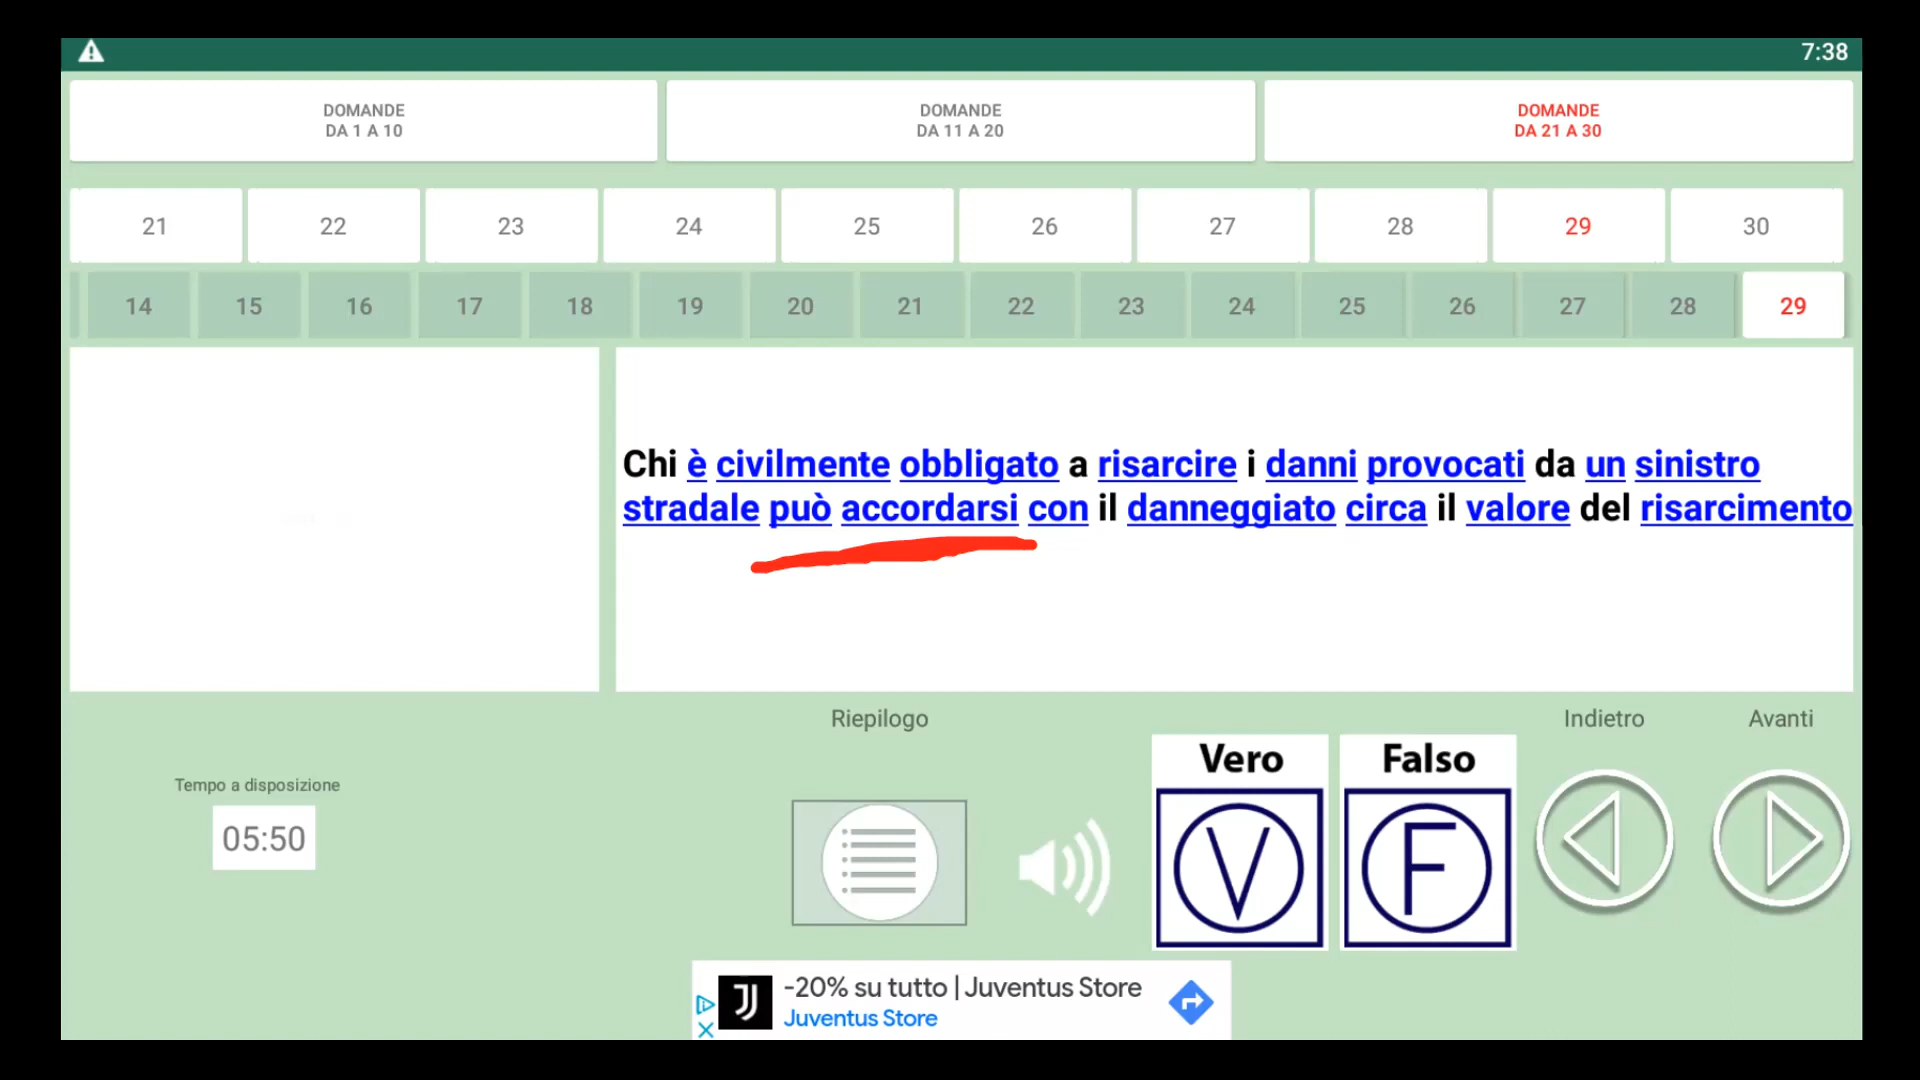 7:38
DOMANDE
DA 1 A 10
DOMANDE
DA 11 A 20
DOMANDE
DA 21 A 30
21 22 23 24 25 26 27 28 29 30
14 15 16 17 18 19 20 21 22 23 24 25 26 27 28 29
Chi è civilmente obbligato a risarcire i danni provocati da un sinistro
stradale può accordarsi con il danneggiato circa il valore del risarcimento
Riepilogo
Indietro
Avanti
Vero
Falso
Tempo a disposizione
05:50
V
F
-20% su tutto | Juventus Store
Juventus Store